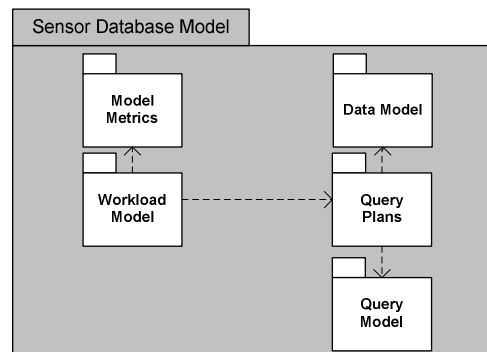 Sensor Database Model
Model
Metrics
Data Model
Workload
Model
Query
Plans
Query
Model